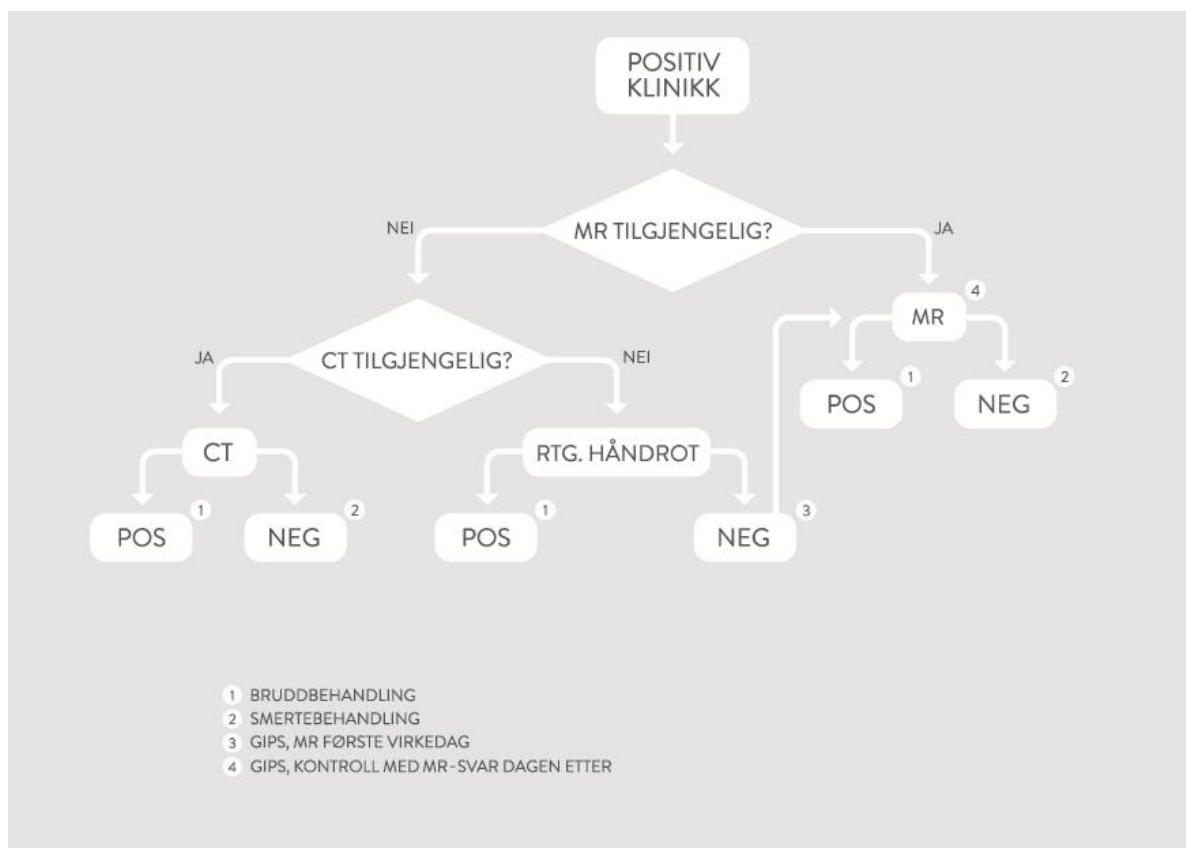 POSITIV
KLINIKK
NEI
MR TILGJENGELIG?
JA
4
MR
JA
CT TILGJENGELIG?
NEI
1
POS
2
NEG
CT
RTG. HÅNDROT
1
POS
2
NEG
1
POS
3
NEG
1 BRUDDBEHANDLING
2 SMERTEBEHANDLING
3 GIPS, MR FØRSTE VIRKEDAG
4 GIPS, KONTROLL MED MR-SVAR DAGEN ETTER